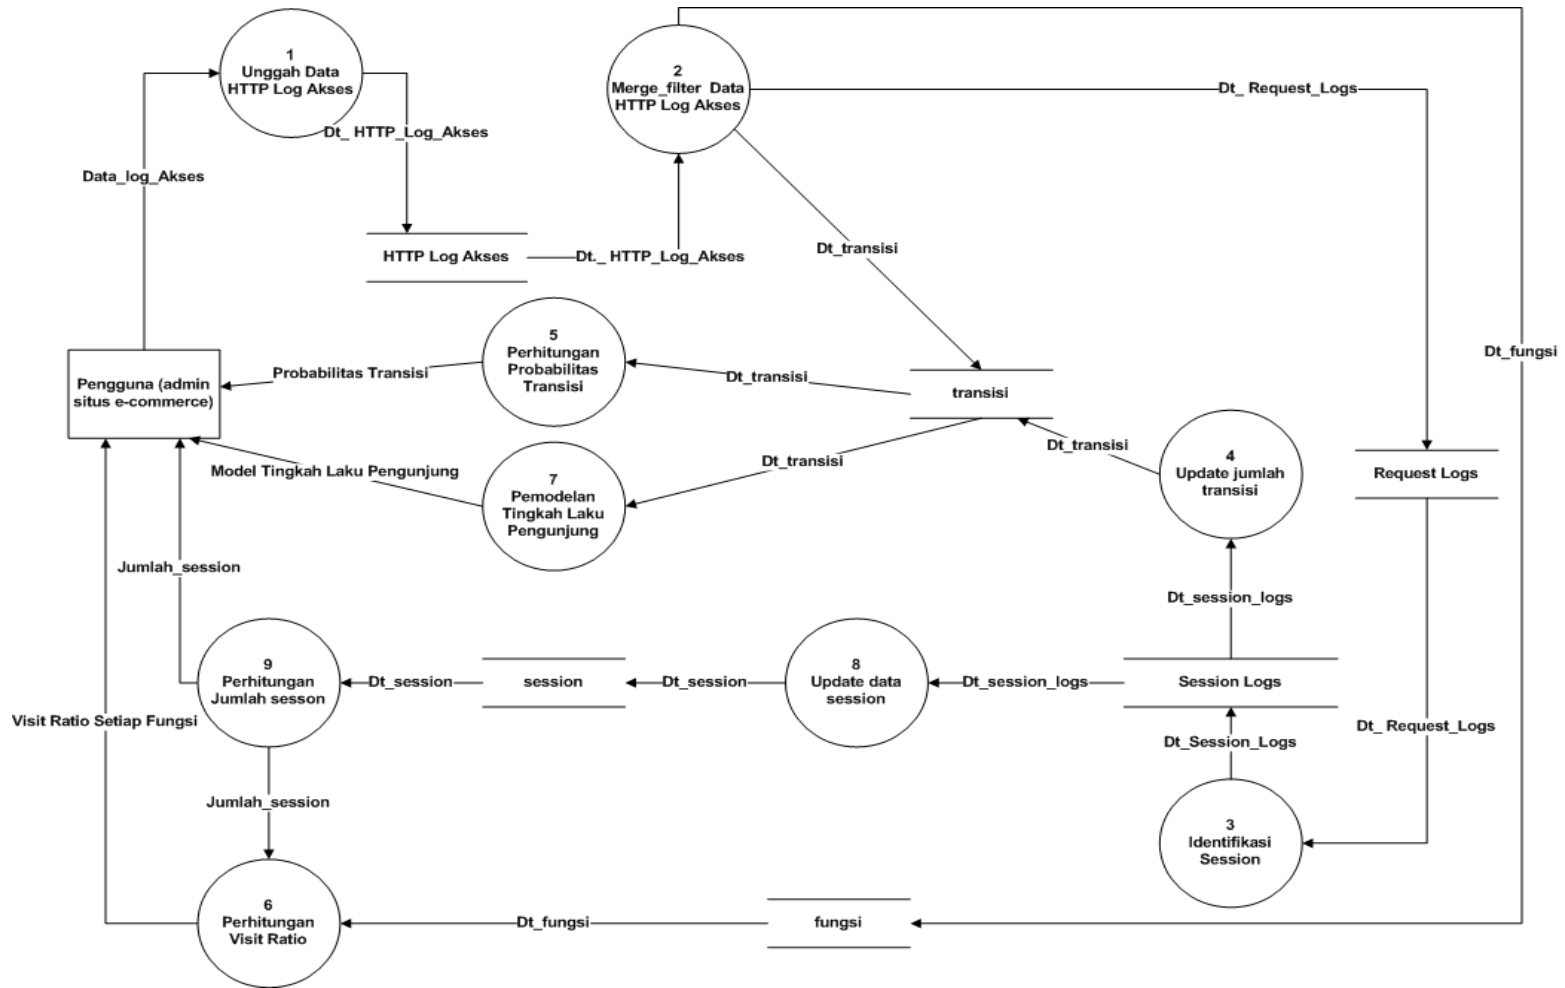 1
Unggah Data
HTTP Log Akses
2
Merge_filter Data
HTTP Log Akses
Dt_ Request_Logs
Dt_ HTTP_Log_Akses
Data_log_Akses
HTTP Log Akses
Dt._ HTTP_Log_Akses
Dt_transisi
Dt_fungsi
5
Perhitungan
Probabilitas
Transisi
Probabilitas Transisi
Dt_transisi
Pengguna (admin
situs e-commerce)
transisi
Dt_transisi
4
Update jumlah
transisi
Request Logs
Dt_transisi
Model Tingkah Laku Pengunjung
7
Pemodelan
Tingkah Laku
Pengunjung
Jumlah_session
Dt_session_logs
9
Perhitungan
Jumlah sesson
Dt_session
session
Dt_session
8
Update data
session
Dt_session_logs
Session Logs
Visit Ratio Setiap Fungsi
Dt_ Request_Logs
Dt_Session_Logs
Jumlah_session
3
Identifikasi
Session
6
Perhitungan
Visit Ratio
Dt_fungsi
fungsi